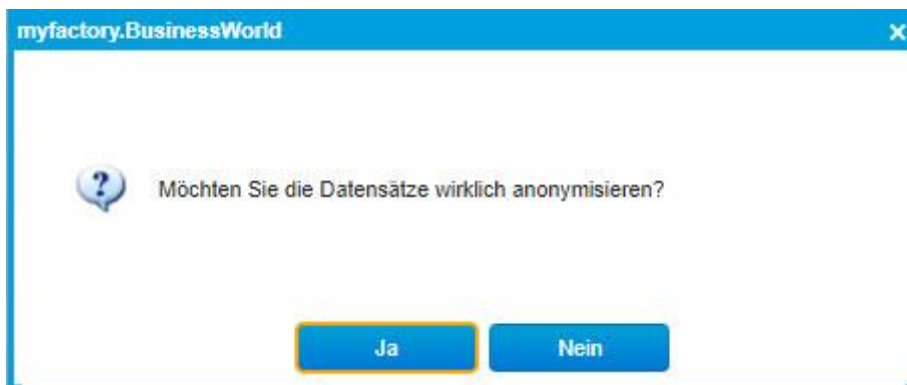 myfactory.BusinessWorld
Möchten Sie die Datensätze wirklich anonymisieren?
Ja Nein